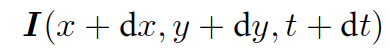 I(x + dx, y + dy, t + dt)